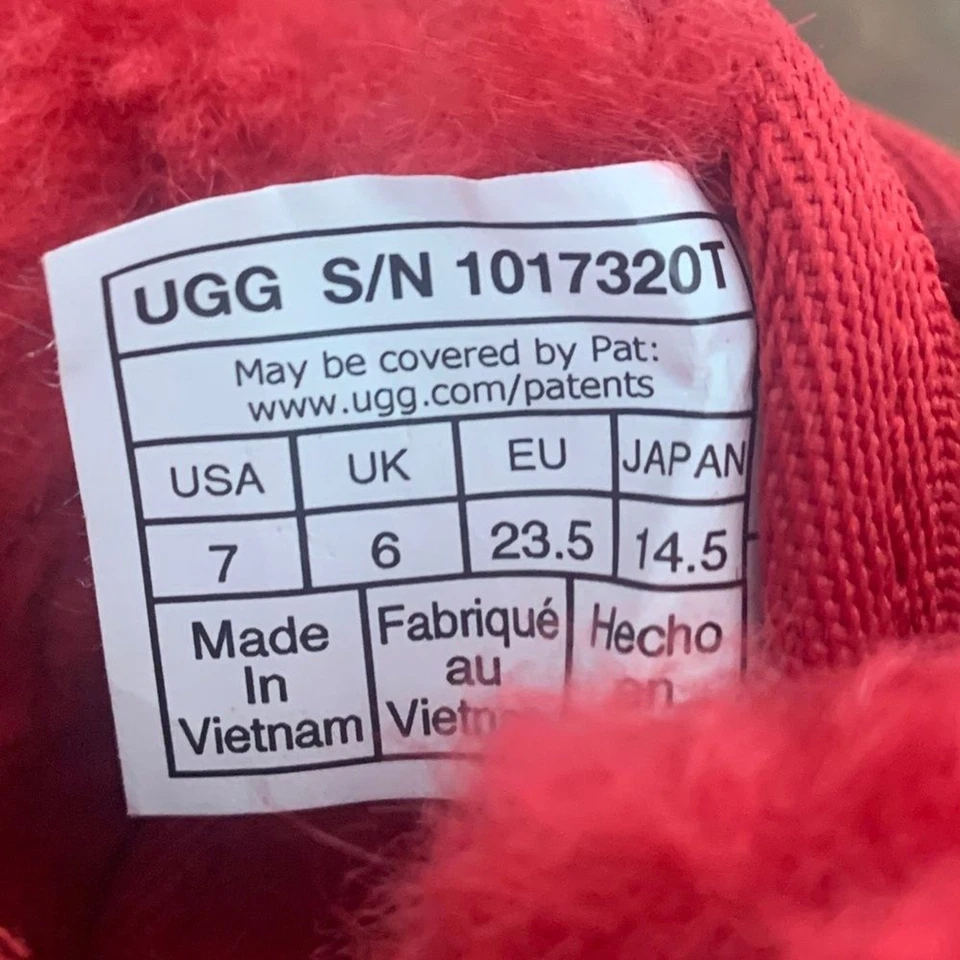 UGG S/N 1017320T
May be covered by Pat:
www.ugg.com/patents
USA UK EU JAPAN
7 6 23.5 14.5
Made
In
Vietnam
Fabriqué
au
Hecho
en